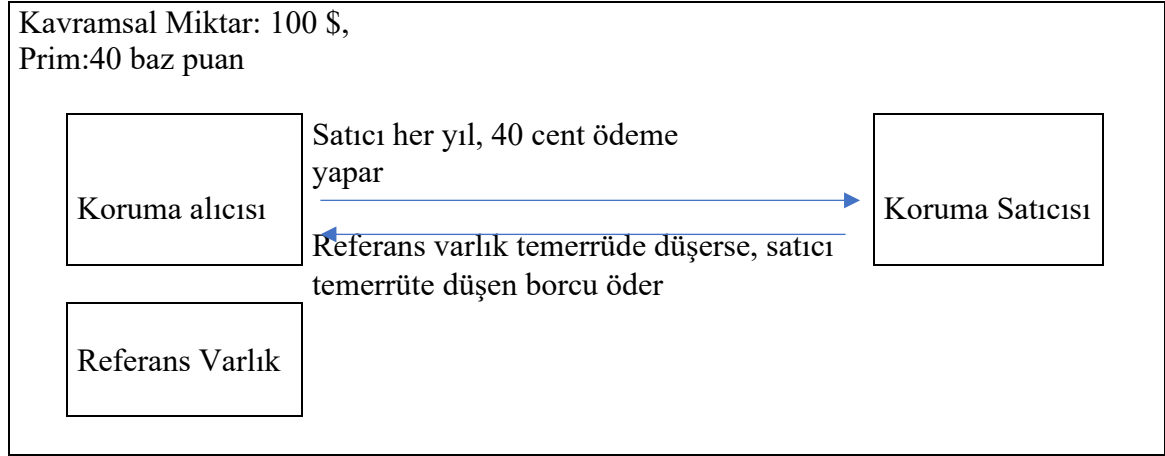 Kavramsal Miktar: 100 $,
Prim:40 baz puan
Satıcı her yıl, 40 cent ödeme
yapar
Koruma alıcısı
Koruma Satıcısı
Referans varlık temerrüde düşerse, satıcı
temerrüte düşen borcu öder
Referans Varlık